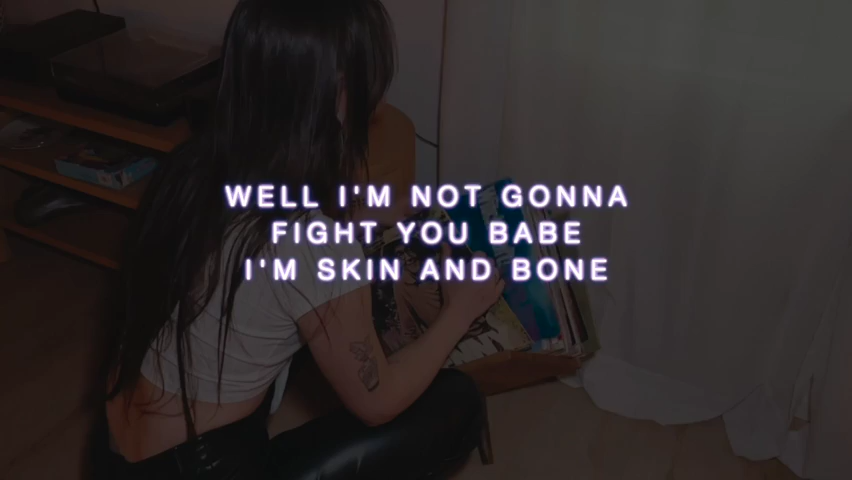 WELL I'M NOT GONNA
FIGHT YOU BABE
I'M SKIN AND BONE